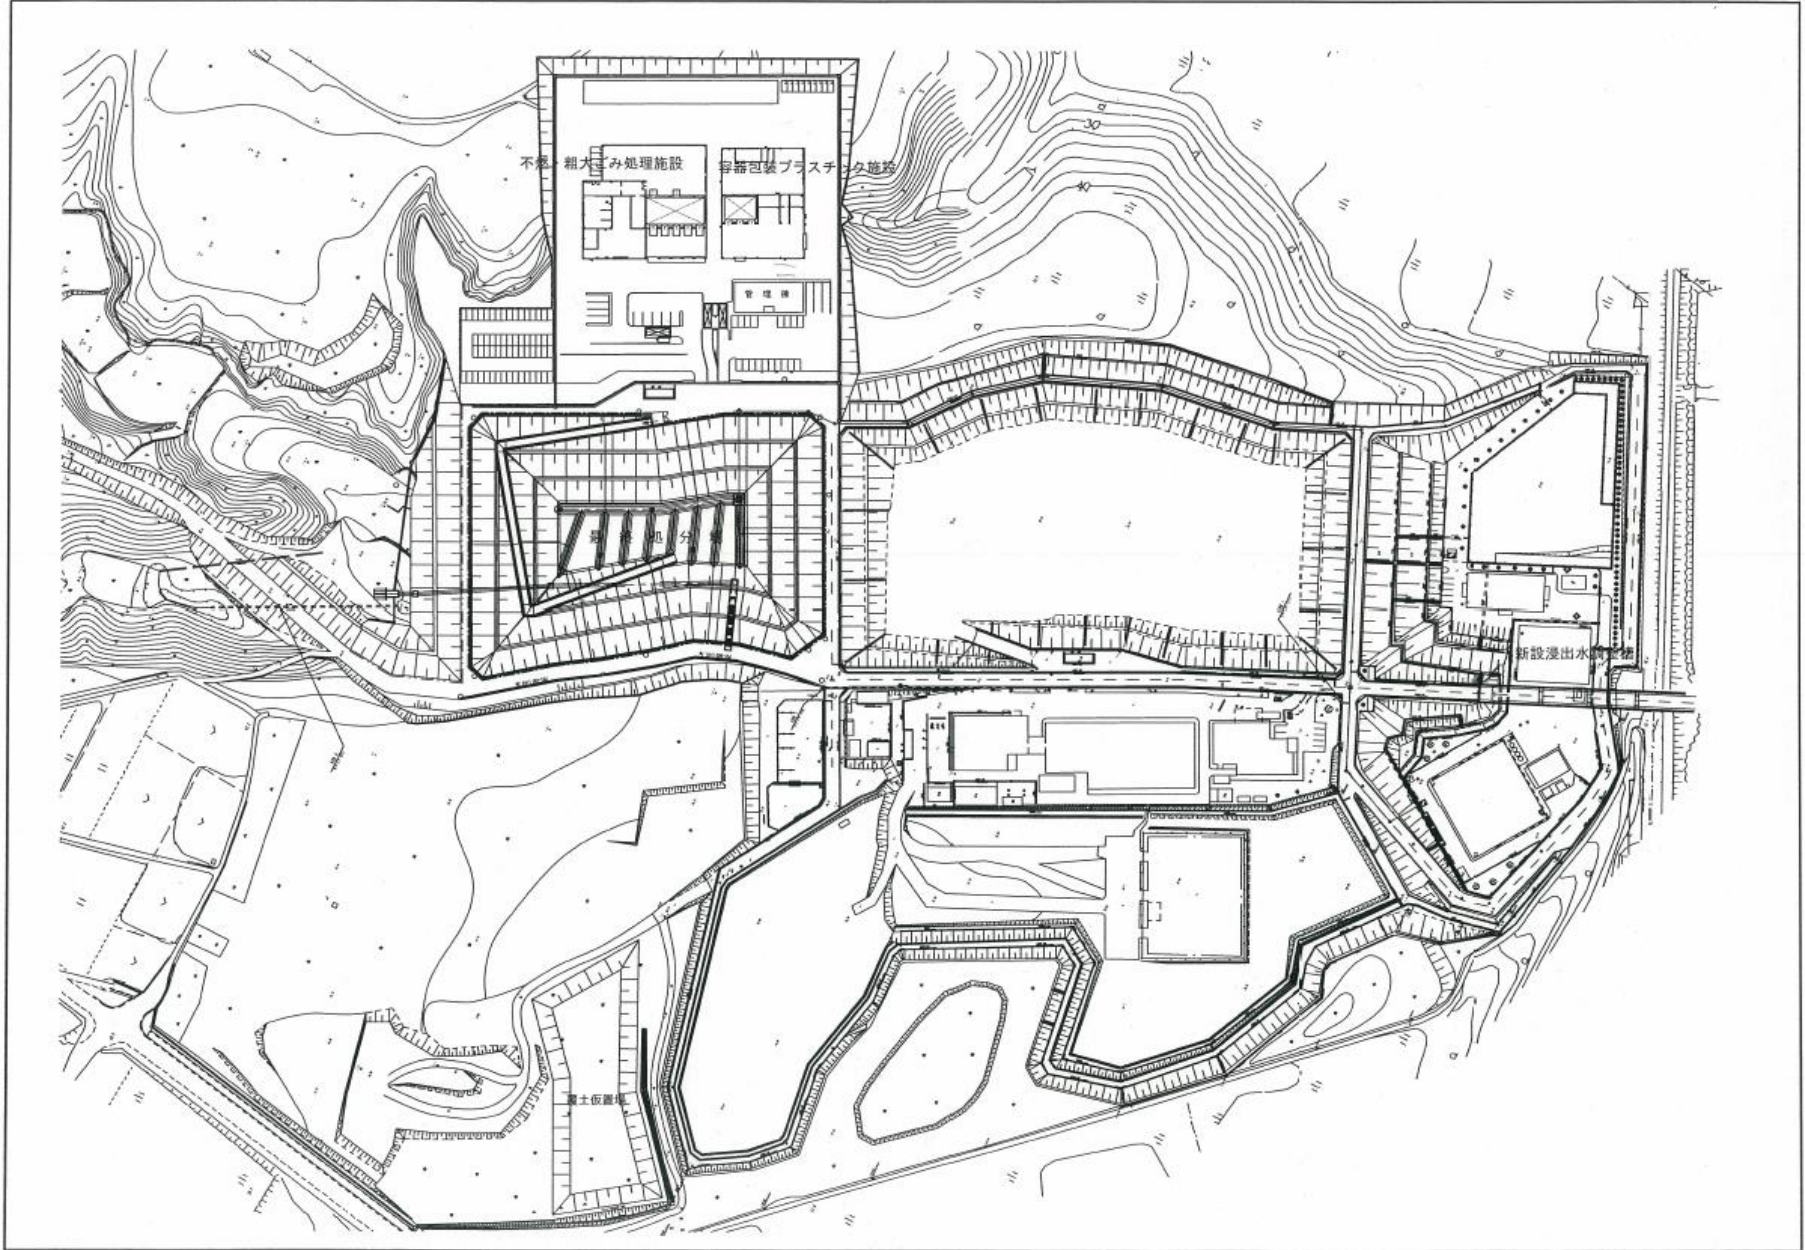 不燃・粗大ごみ処理施設
容器包装プラスチック施設
管理棟
30
40
最終処分場
新設浸出水調整槽
覆土仮置場